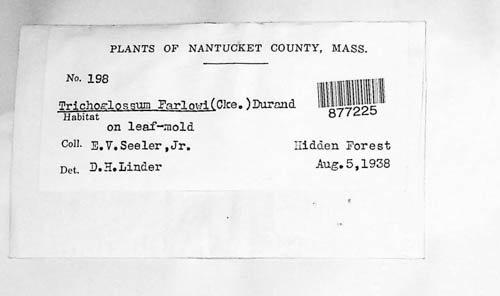 PLANTS OF NANTUCKET COUNTY, MASS.
No. 198
Trichoglossum Farlowi(Cke.)Durand
Habitat
on leaf-mold
877225
Coll. E.V.Seeler,Jr. Hidden Forest
Det. D.H.Linder Aug.5,1938